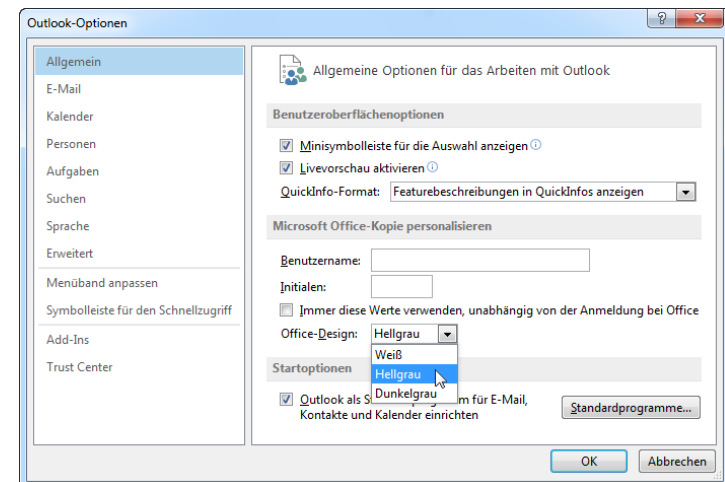 Outlook-Optionen
Allgemein
E-Mail
Kalender
Personen
Aufgaben
Suchen
Sprache
Erweitert
Menüband anpassen
Symbolleiste für den Schnellzugriff
Add-Ins
Trust Center
Allgemeine Optionen für das Arbeiten mit Outlook
Benutzeroberflächenoptionen
Minisymbolleiste für die Auswahl anzeigen
Livevorschau aktivieren
QuickInfo-Format: Featurebeschreibungen in QuickInfos anzeigen
Microsoft Office-Kopie personalisieren
Benutzername:
Initialen:
Immer diese Werte verwenden, unabhängig von der Anmeldung bei Office
Office-Design: Hellgrau
Weiß
Hellgrau
Dunkelgrau
Startoptionen
Outlook als für E-Mail,
Kontakte und Kalender einrichten
Standardprogramme...
OK
Abbrechen